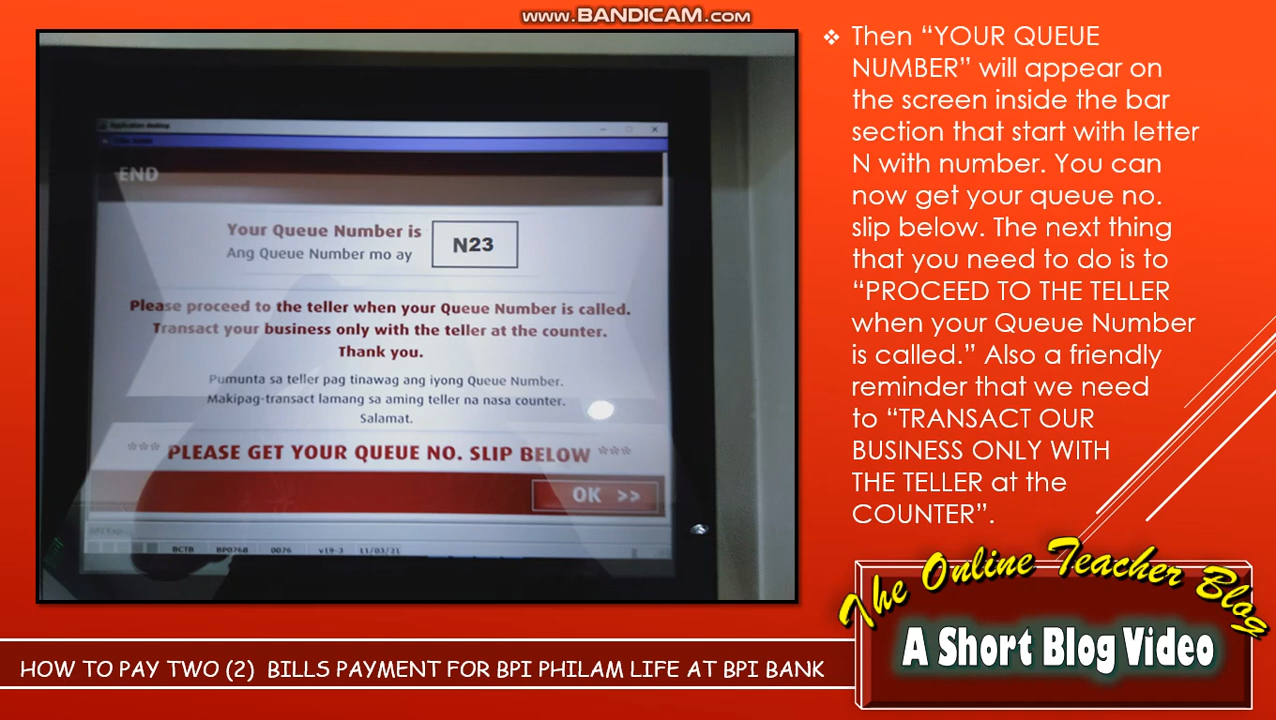 WWW.BANDICAM.COM
Application desktop
END
Your Queue Number is
N23
Ang Queue Number mo ay
Please proceed to the teller when your Queue Number is called.
Transact your business only with the teller at the counter.
Thank you.
Pumunta sa teller pag tinawag ang iyong Queue Number.
Makipag-transact lamang sa aming teller na nasa counter.
Salamat.
*** PLEASE GET YOUR QUEUE NO. SLIP BELOW ***
OK >>
BCTB BP076B 0076 v19-3 11/03/21
❖ Then “YOUR QUEUE
NUMBER” will appear on
the screen inside the bar
section that start with letter
N with number. You can
now get your queue no.
slip below. The next thing
that you need to do is to
“PROCEED TO THE TELLER
when your Queue Number
is called.” Also a friendly
reminder that we need
to “TRANSACT OUR
BUSINESS ONLY WITH
THE TELLER at the
COUNTER”.
The Online Teacher Blog
A Short Blog Video
HOW TO PAY TWO (2) BILLS PAYMENT FOR BPI PHILAM LIFE AT BPI BANK